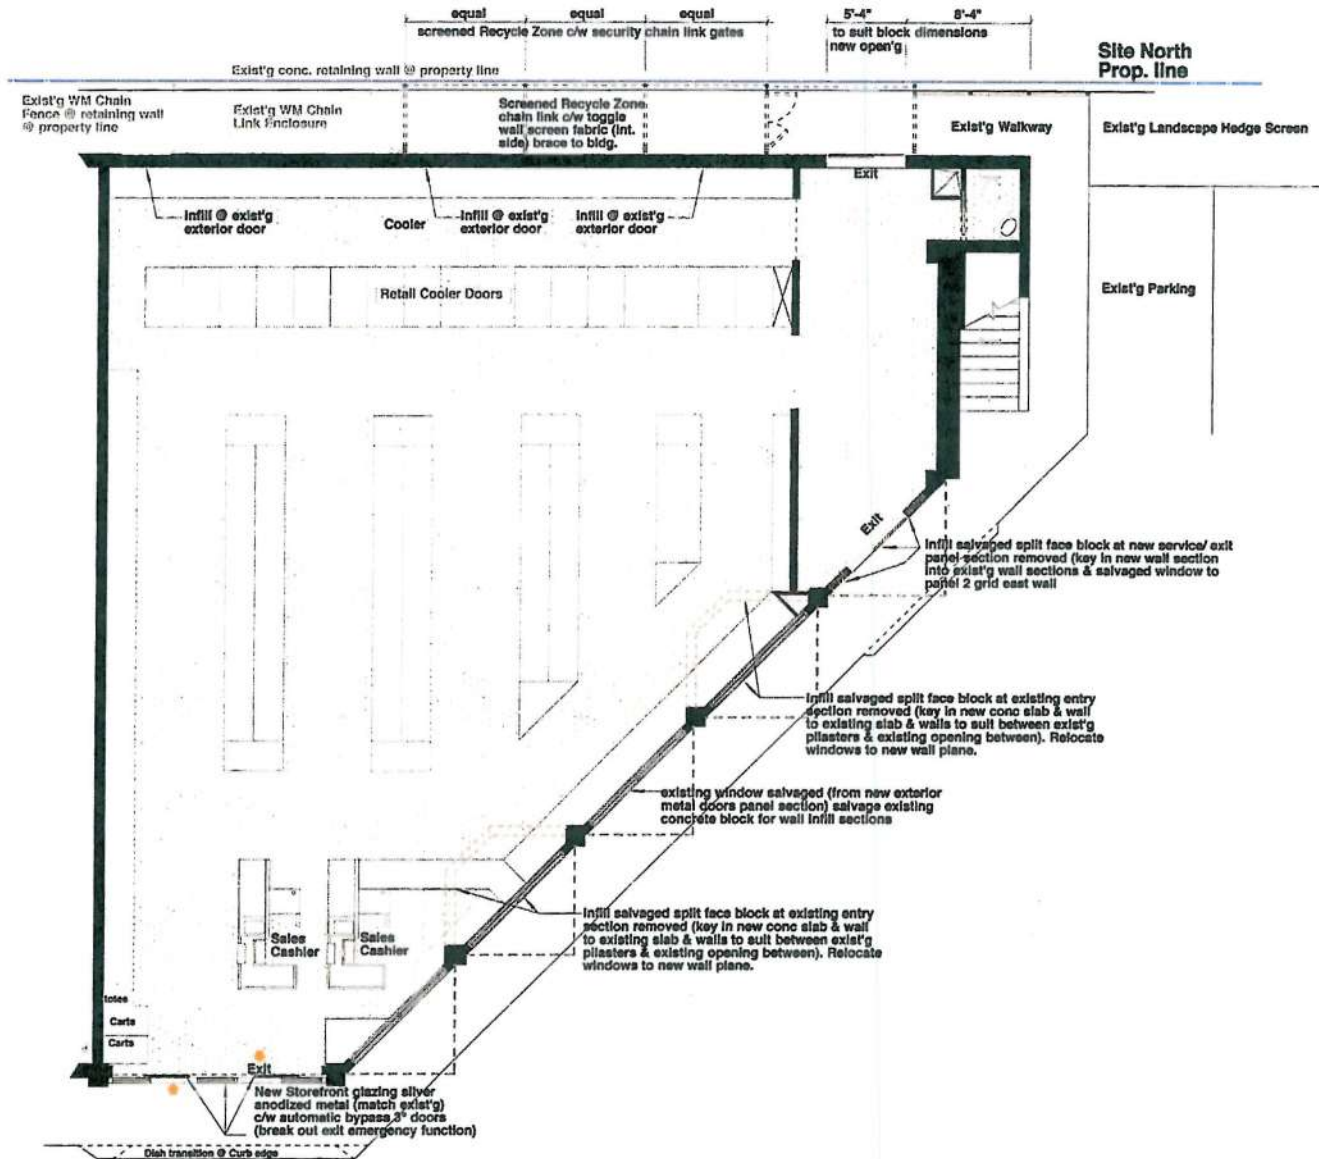 equal equal equal
screened Recycle Zone c/w security chain link gates
5'-4" 8'-4"
to suit block dimensions
new open'g
Site North
Prop. line
Exist'g conc. retaining wall @ property line
Exist'g WM Chain
Fence @ retaining wall
@ property line
Exist'g WM Chain
Link Enclosure
Screened Recycle Zone
chain link c/w toggle
wall screen fabric (int.
side) brace to bldg.
Exist'g Walkway
Exist'g Landscape Hedge Screen
Exit
Infill @ exist'g
exterior door
Cooler
Infill @ exist'g
exterior door
Infill @ exist'g
exterior door
Retail Cooler Doors
Exist'g Parking
Exit
Infill salvaged split face block at new service/ exit
panel section removed (key in new wall section
into exist'g wall sections & salvaged window to
panel 2 grid east wall
Infill salvaged split face block at existing entry
section removed (key in new conc slab & wall
to existing slab & walls to suit between exist'g
pilasters & existing opening between). Relocate
windows to new wall plane.
existing window salvaged (from new exterior
metal doors panel section) salvage existing
concrete block for wall infill sections
Infill salvaged split face block at existing entry
section removed (key in new conc slab & wall
to existing slab & walls to suit between exist'g
pilasters & existing opening between). Relocate
windows to new wall plane.
Sales
Cashier
Sales
Cashier
totes
Carts
Carts
Exit
New Storefront glazing silver
anodized metal (match exist'g)
c/w automatic bypass 3° doors
(break out exit emergency function)
Dish transition @ Curb edge